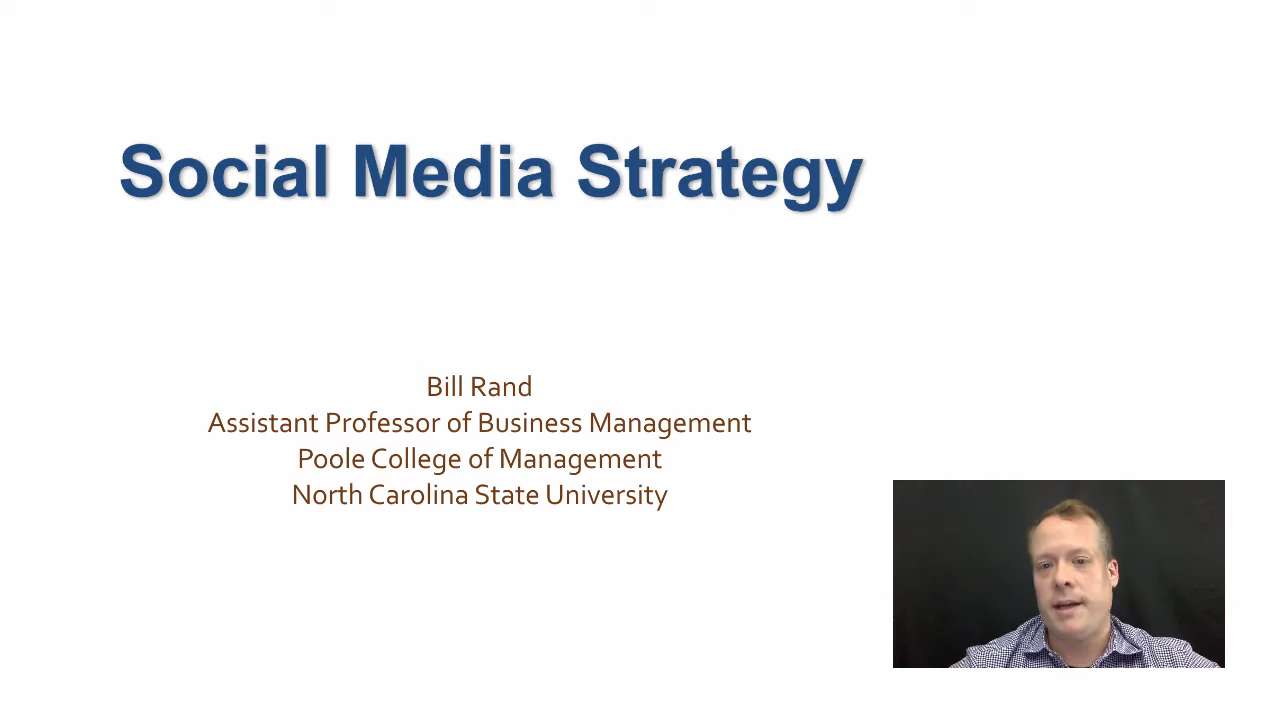 Social Media Strategy
Bill Rand
Assistant Professor of Business Management
Poole College of Management
North Carolina State University